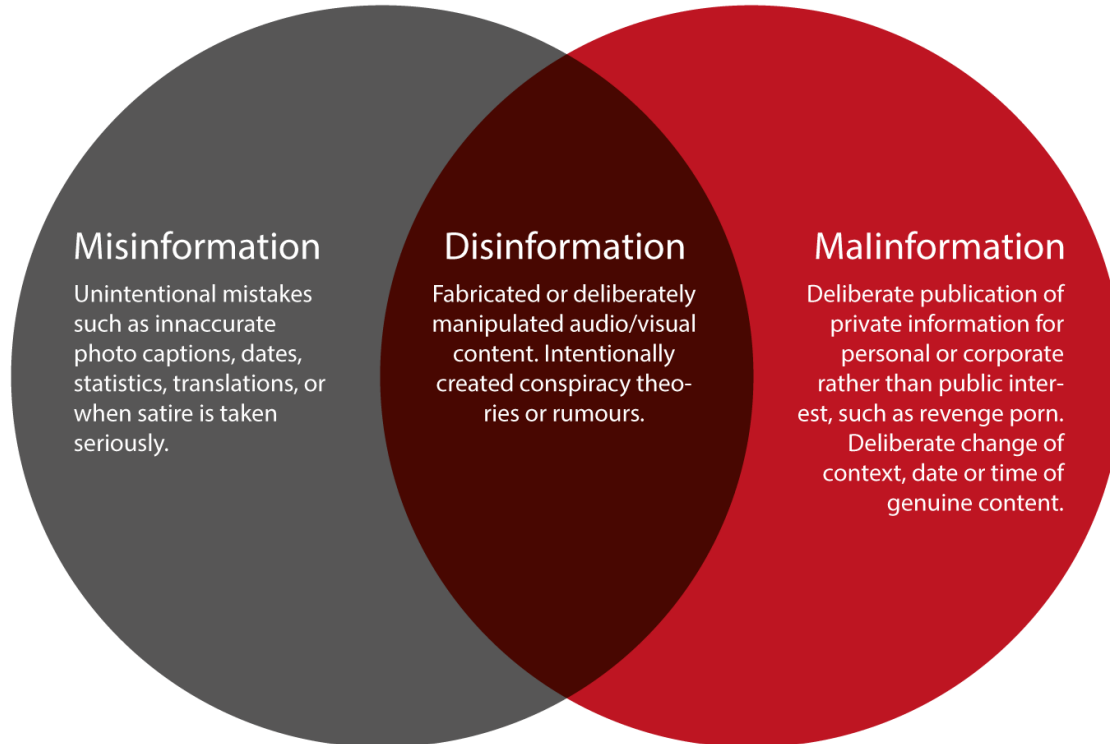 Misinformation
Unintentional mistakes
such as innaccurate
photo captions, dates,
statistics, translations, or
when satire is taken
seriously.
Disinformation
Fabricated or deliberately
manipulated audio/visual
content. Intentionally
created conspiracy theo-
ries or rumours.
Malinformation
Deliberate publication of
private information for
personal or corporate
rather than public inter-
est, such as revenge porn.
Deliberate change of
context, date or time of
genuine content.